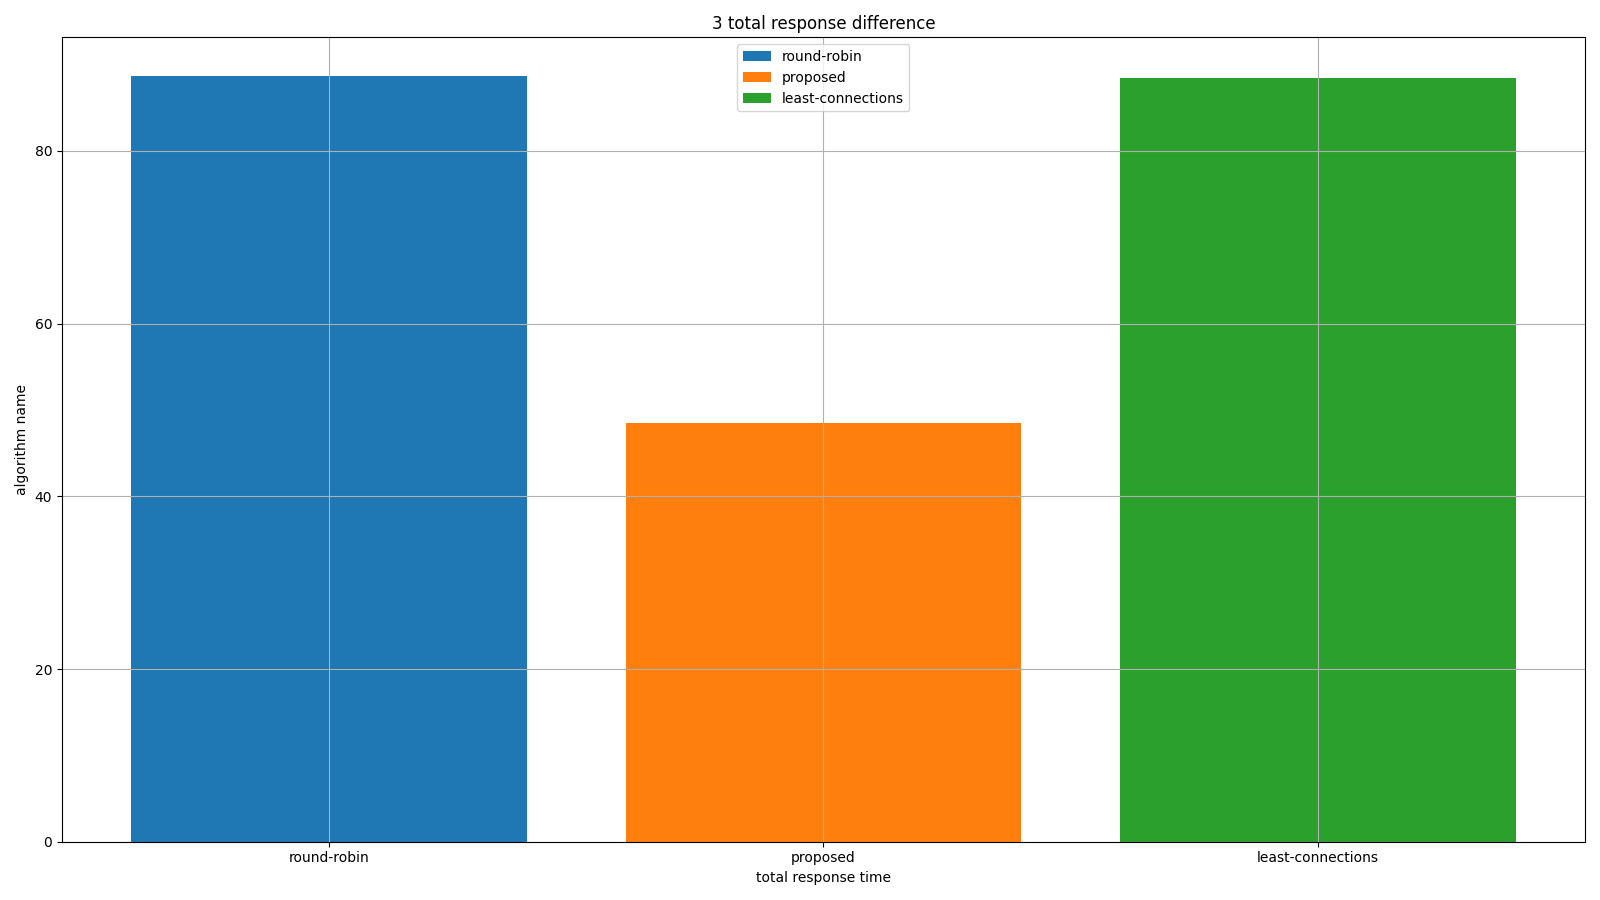 3 total response difference
round-robin
proposed
least-connections
80
60
40
20
0
algorithm name
round-robin
proposed
least-connections
total response time